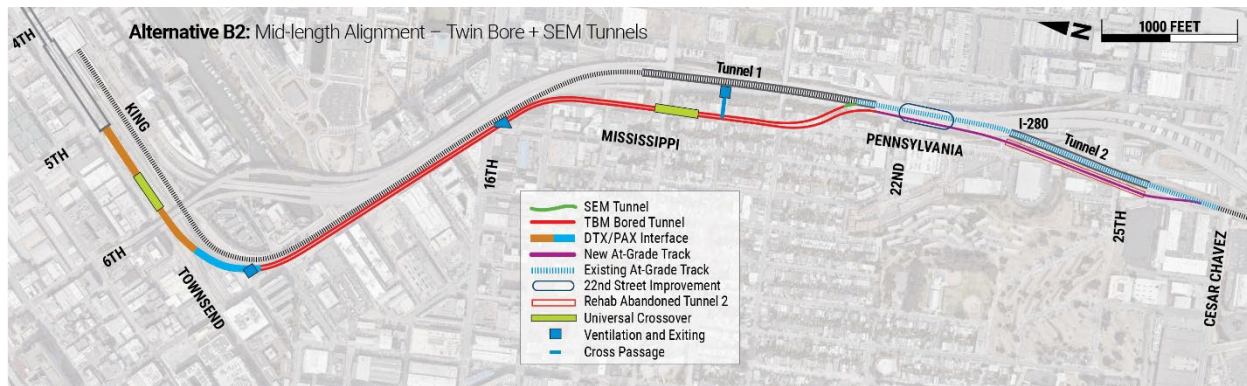 Alternative B2: Mid-length Alignment – Twin Bore + SEM Tunnels
N
1000 FEET
4TH
KING
5TH
6TH
TOWNSEND
16TH
Tunnel 1
MISSISSIPPI
PENNSYLVANIA
22ND
I-280
Tunnel 2
25TH
CESAR CHAVEZ
SEM Tunnel
TBM Bored Tunnel
DTX/PAX Interface
New At-Grade Track
Existing At-Grade Track
22nd Street Improvement
Rehab Abandoned Tunnel 2
Universal Crossover
Ventilation and Exiting
Cross Passage